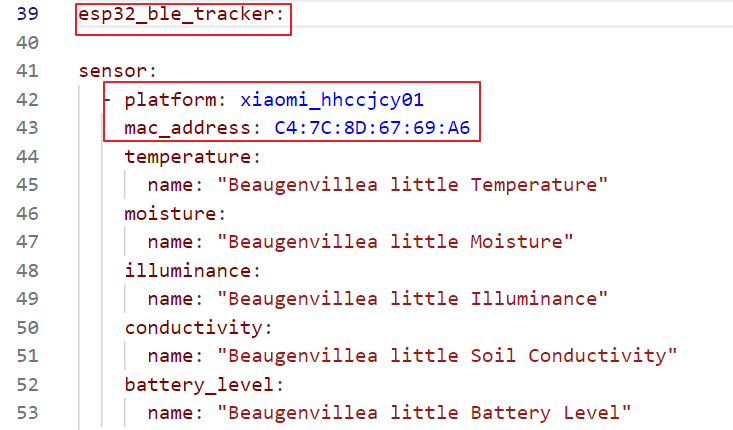 39 esp32_ble_tracker:
40
41 sensor:
42 - platform: xiaomi_hhccjcy01
43 mac_address: C4:7C:8D:67:69:A6
44 temperature:
45 name: "Beaugenvillea little Temperature"
46 moisture:
47 name: "Beaugenvillea little Moisture"
48 illuminance:
49 name: "Beaugenvillea little Illuminance"
50 conductivity:
51 name: "Beaugenvillea little Soil Conductivity"
52 battery_level:
53 name: "Beaugenvillea little Battery Level"